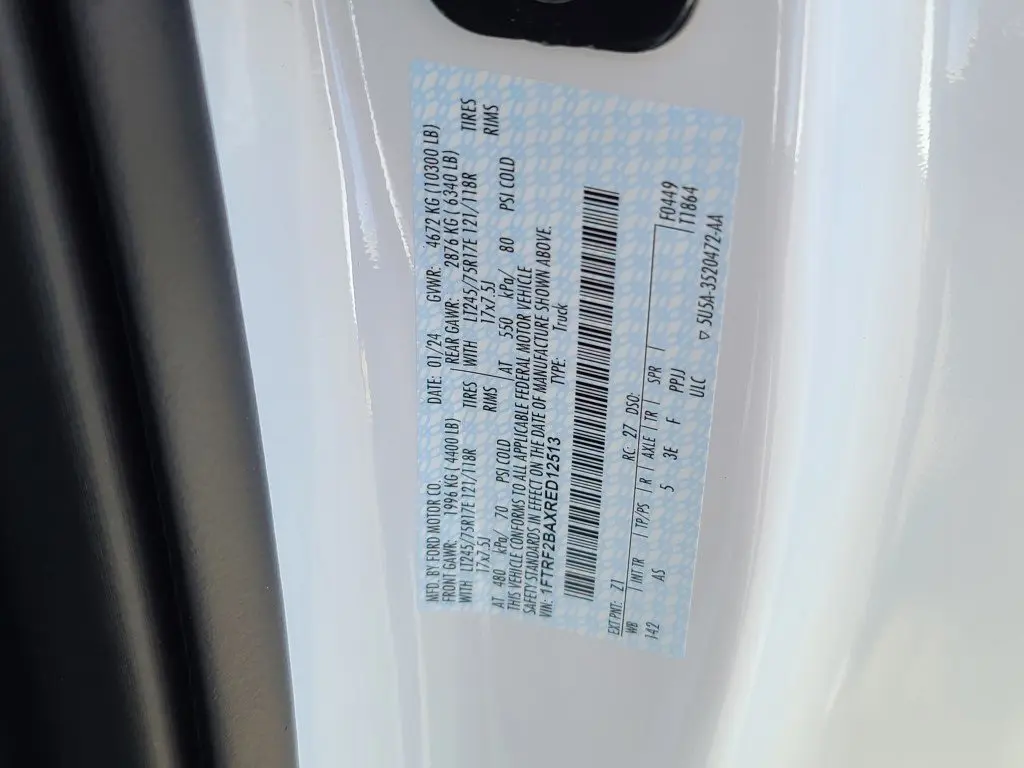 MFD. BY FORD MOTOR CO.
DATE: 01/24 GVWR: 4672 KG (10300 LB)
FRONT GAWR: 1996 KG ( 4400 LB)
REAR GAWR: 2876 KG ( 6340 LB)
WITH LT245/75R17E 121/118R TIRES
WITH LT245/75R17E 121/118R TIRES
17x7.5J RIMS
17x7.5J RIMS
AT 480 kPa/ 70 PSI COLD
AT 550 kPa/ 80 PSI COLD
THIS VEHICLE CONFORMS TO ALL APPLICABLE FEDERAL MOTOR VEHICLE
SAFETY STANDARDS IN EFFECT ON THE DATE OF MANUFACTURE SHOWN ABOVE.
VIN: 1FTRF2BAXRED12513
TYPE: Truck
EXT PNT: Z1 RC: 27 DSO:
WB INT TR TP/PS R AXLE TR SPR F0449
142 AS 5 3E F PPJJ T1864
ULC ▽ SU5A-3520472-AA